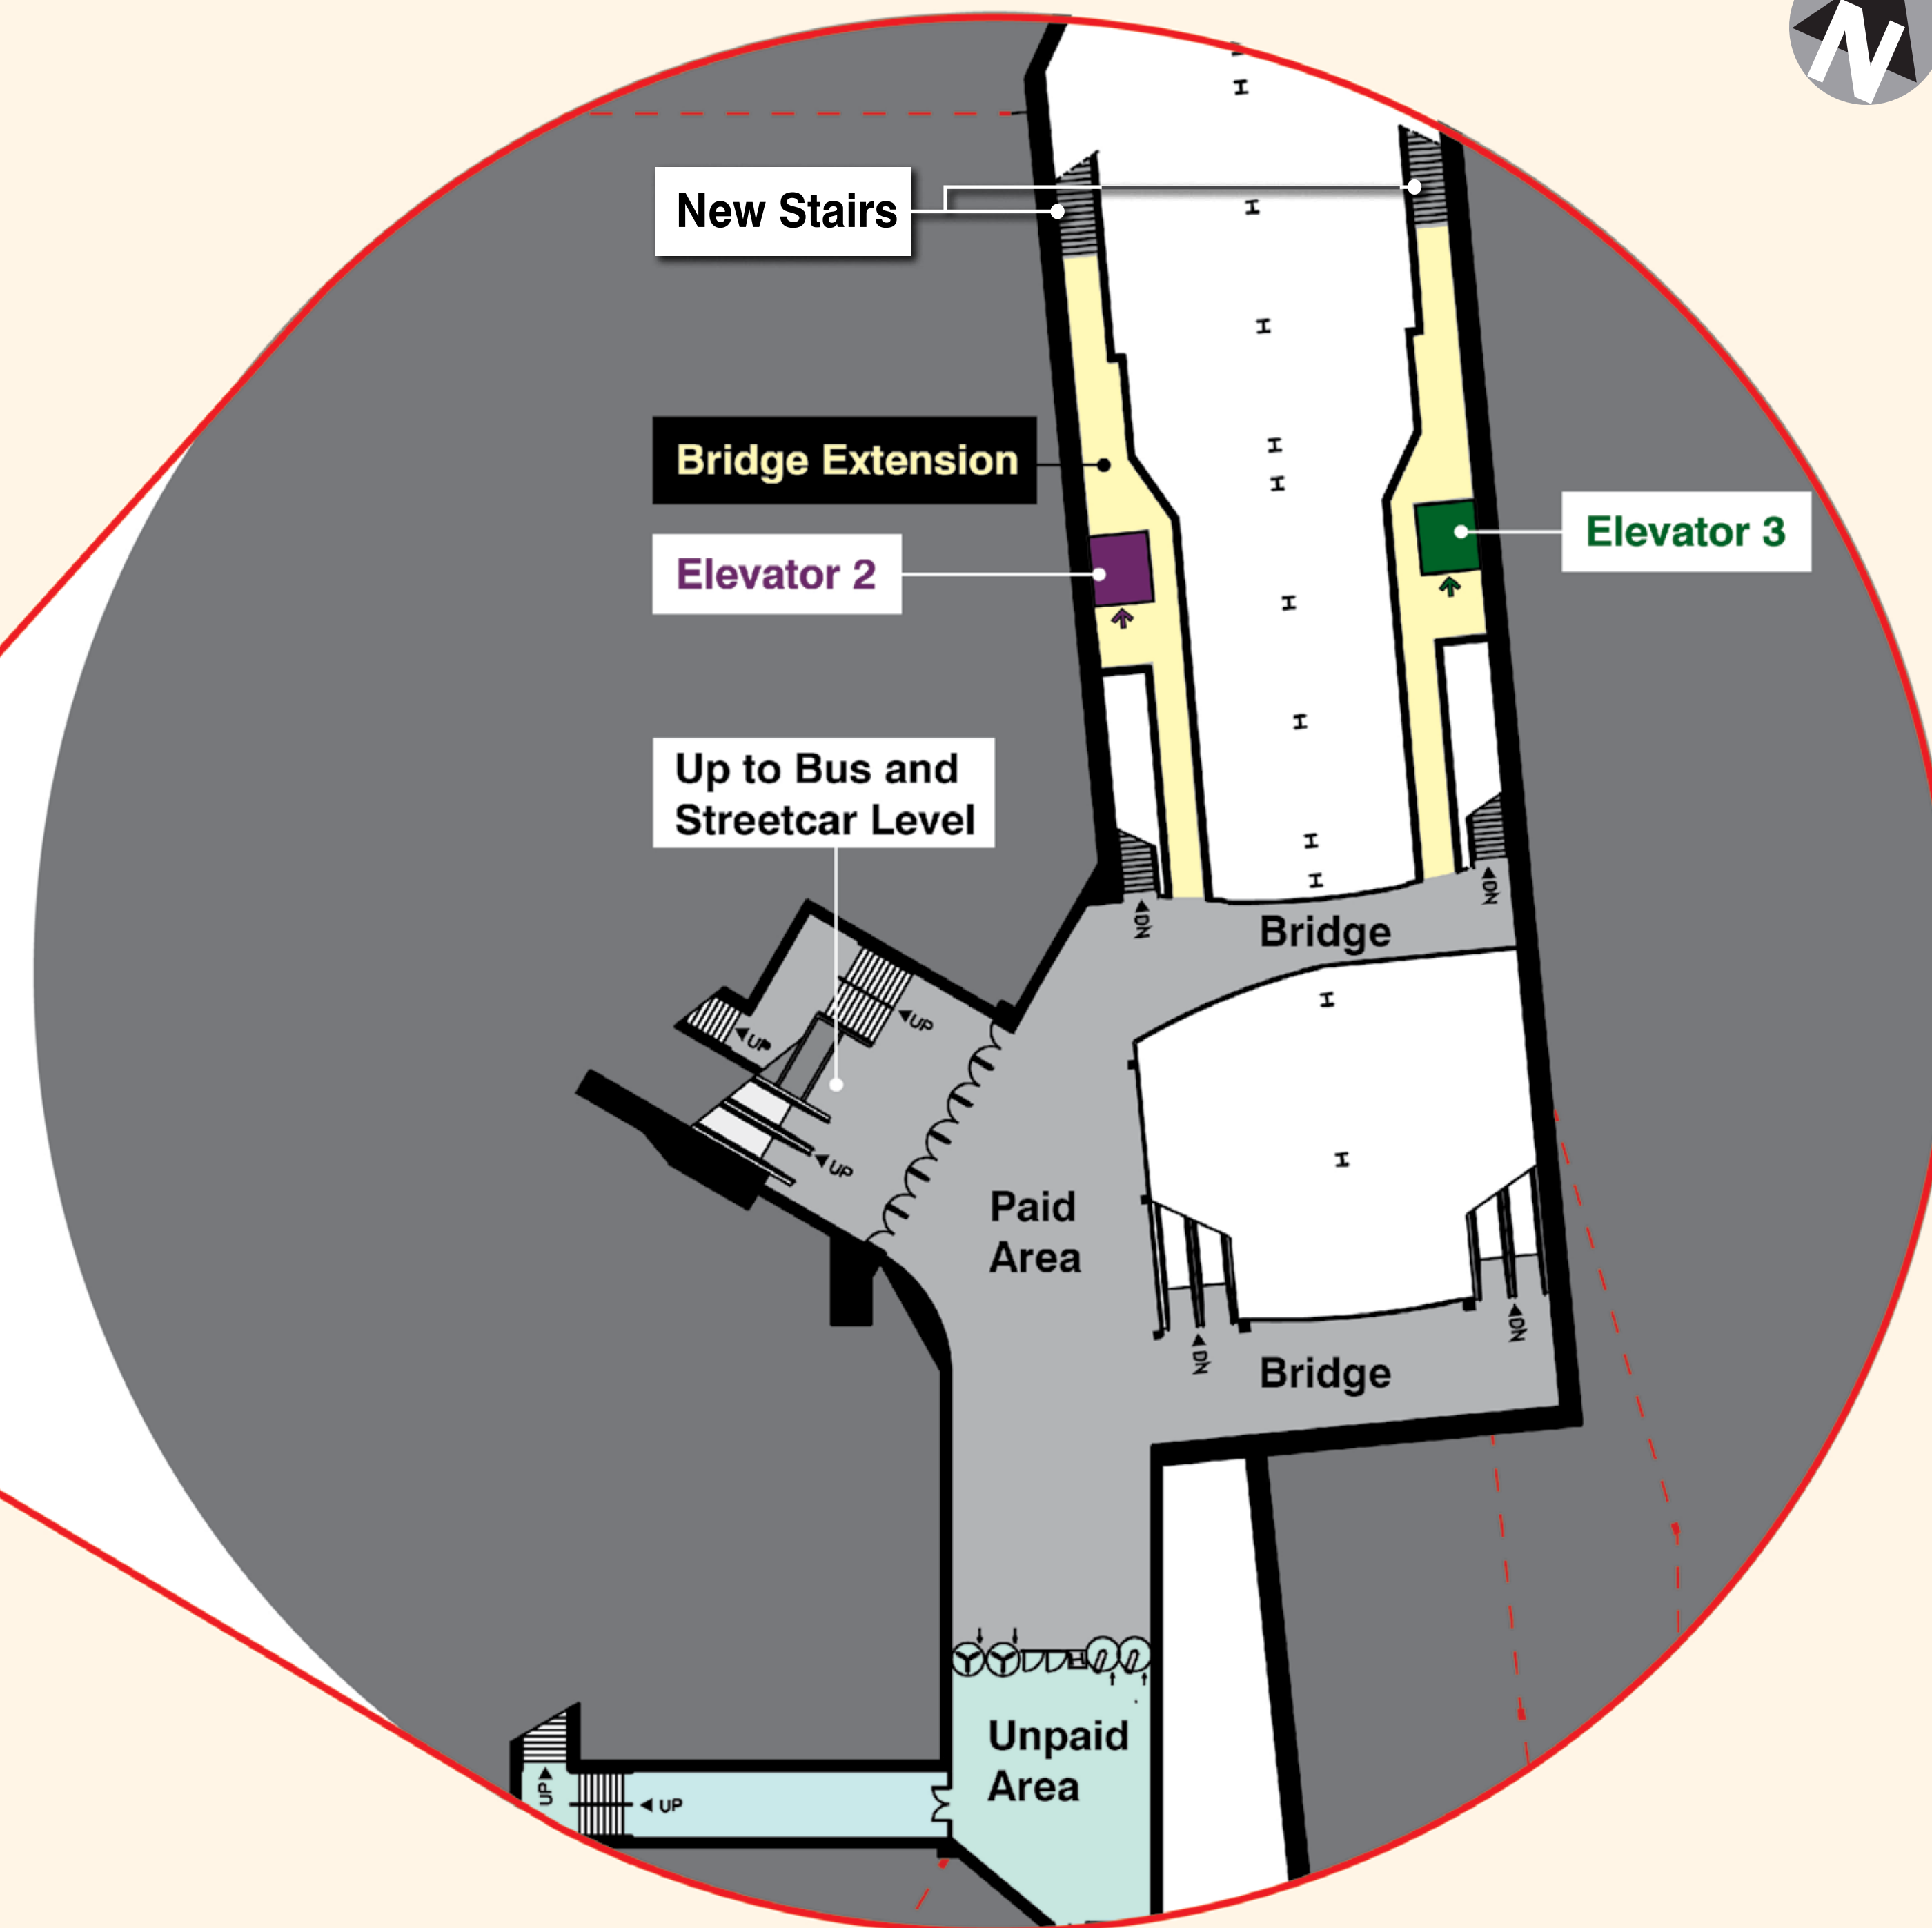 N
New Stairs
Bridge Extension
Elevator 2
Elevator 3
Up to Bus and
Streetcar Level
DN
DN
Bridge
UP
UP
UP
Paid
Area
DN
DN
Bridge
Unpaid
Area
UP
UP